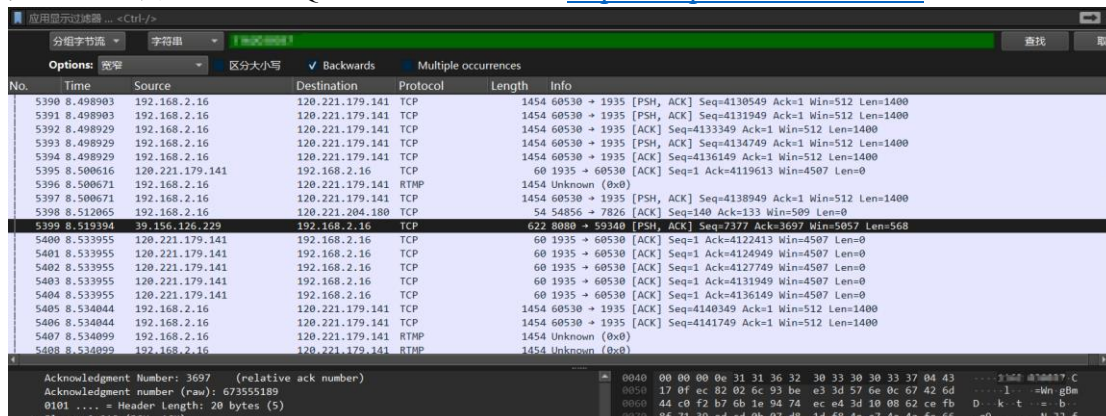 应用显示过滤器 … <Ctrl-/>
分组字节流 字符串 查找
Options: 宽窄 区分大小写 ✓ Backwards Multiple occurrences
No. Time Source Destination Protocol Length Info
5390 8.498903 192.168.2.16 120.221.179.141 TCP 1454 60530 → 1935 [PSH, ACK] Seq=4130549 Ack=1 Win=512 Len=1400
5391 8.498903 192.168.2.16 120.221.179.141 TCP 1454 60530 → 1935 [PSH, ACK] Seq=4131949 Ack=1 Win=512 Len=1400
5392 8.498929 192.168.2.16 120.221.179.141 TCP 1454 60530 → 1935 [ACK] Seq=4133349 Ack=1 Win=512 Len=1400
5393 8.498929 192.168.2.16 120.221.179.141 TCP 1454 60530 → 1935 [ACK] Seq=4134749 Ack=1 Win=512 Len=1400
5394 8.498929 192.168.2.16 120.221.179.141 TCP 1454 60530 → 1935 [ACK] Seq=4136149 Ack=1 Win=512 Len=1400
5395 8.500616 120.221.179.141 192.168.2.16 TCP 60 1935 → 60530 [ACK] Seq=1 Ack=4119613 Win=4507 Len=0
5396 8.500671 192.168.2.16 120.221.179.141 RTMP 1454 Unknown (0x0)
5397 8.500671 192.168.2.16 120.221.179.141 TCP 1454 60530 → 1935 [ACK] Seq=4138949 Ack=1 Win=512 Len=1400
5398 8.512065 192.168.2.16 120.221.204.180 TCP 54 54856 → 7826 [ACK] Seq=140 Ack=133 Win=509 Len=0
5399 8.519394 39.156.126.229 192.168.2.16 TCP 622 8080 → 59340 [PSH, ACK] Seq=7377 Ack=3697 Win=5057 Len=568
5400 8.533955 120.221.179.141 192.168.2.16 TCP 60 1935 → 60530 [ACK] Seq=1 Ack=4122413 Win=4507 Len=0
5401 8.533955 120.221.179.141 192.168.2.16 TCP 60 1935 → 60530 [ACK] Seq=1 Ack=4124949 Win=4507 Len=0
5402 8.533955 120.221.179.141 192.168.2.16 TCP 60 1935 → 60530 [ACK] Seq=1 Ack=4127749 Win=4507 Len=0
5403 8.533955 120.221.179.141 192.168.2.16 TCP 60 1935 → 60530 [ACK] Seq=1 Ack=4131949 Win=4507 Len=0
5404 8.533955 120.221.179.141 192.168.2.16 TCP 60 1935 → 60530 [ACK] Seq=1 Ack=4136149 Win=4507 Len=0
5405 8.534044 192.168.2.16 120.221.179.141 TCP 1454 60530 → 1935 [ACK] Seq=4140349 Ack=1 Win=512 Len=1400
5406 8.534044 192.168.2.16 120.221.179.141 TCP 1454 60530 → 1935 [ACK] Seq=4141749 Ack=1 Win=512 Len=1400
5407 8.534099 192.168.2.16 120.221.179.141 RTMP 1454 Unknown (0x0)
5408 8.534099 192.168.2.16 120.221.179.141 RTMP 1454 Unknown (0x0)
Acknowledgment Number: 3697 (relative ack number) 0040 00 00 00 0e 31 31 36 32 30 33 30 30 33 37 04 43
Acknowledgment number (raw): 673555189 0050 17 0f ec 82 02 6c 93 be e3 3d 57 6e 0c 67 42 6d
0101 .... = Header Length: 20 bytes (5) 0060 44 c0 f2 b7 6b 1e 94 74 ec e4 3d 10 08 62 ce fb